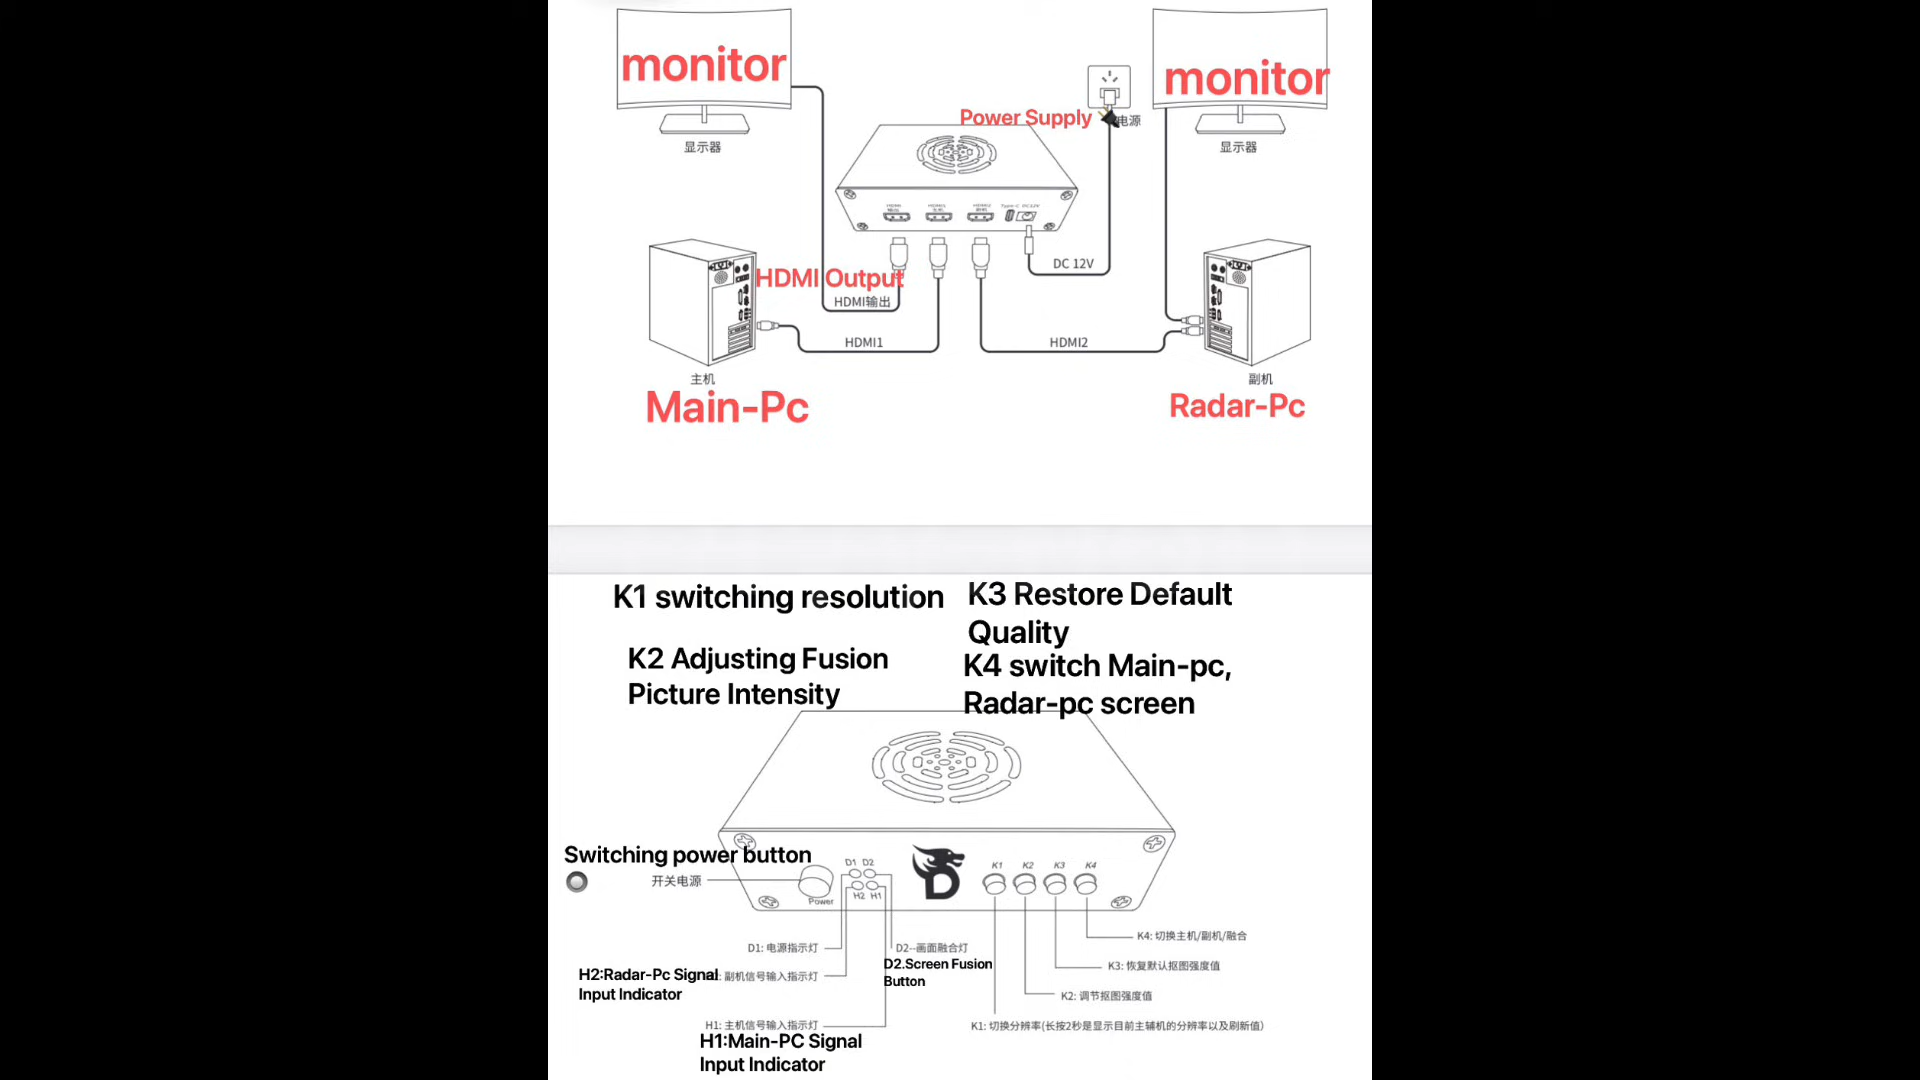 monitor
monitor
Power Supply
电源
显示器
显示器
HDMI
HDMI1
HDMI2
Type-C DC12V
DC 12V
HDMI Output
HDMI输出
HDMI1
HDMI2
主机
副机
Main-Pc
Radar-Pc
K1 switching resolution
K3 Restore Default
Quality
K2 Adjusting Fusion
Picture Intensity
K4 switch Main-pc,
Radar-pc screen
Switching power button
开关电源
Power
D1 D2
H2 H1
D
K1 K2 K3 K4
K4: 切换主机/副机/融合
D1: 电源指示灯
D2--画面融合灯
D2.Screen Fusion
Button
K3: 恢复默认抠图强度值
H2:Radar-Pc Signal
Input Indicator
副机信号输入指示灯
K2: 调节抠图强度值
H1: 主机信号输入指示灯
K1: 切换分辨率(长按2秒是显示目前主辅机的分辨率以及刷新值)
H1:Main-PC Signal
Input Indicator